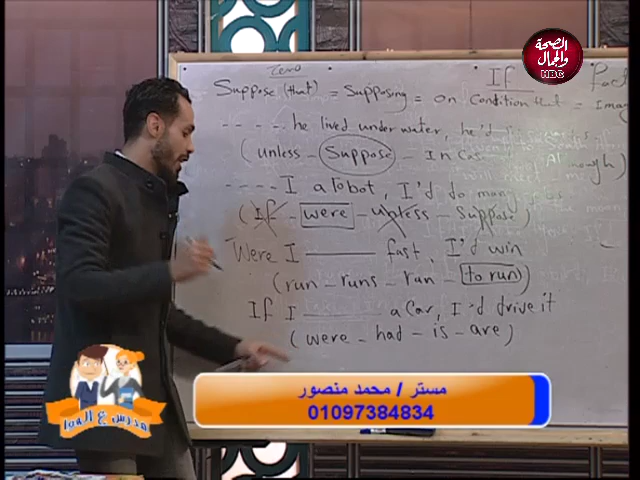 الصحة
والجمال
HBC
Zero
If
Suppose (that) = Supposing = on Condition that = Imag
---- he lived under water, he'd
(unless - Suppose - In Cas
---- I a robot, I'd do many
(If - were - unless - Suppose)
Were I ——— fast, I'd win
(run - runs - ran - to run)
If I ——— a car, I'd drive it
(were - had - is - are)
مستر / محمد منصور
01097384834
مدرس ع الهوا